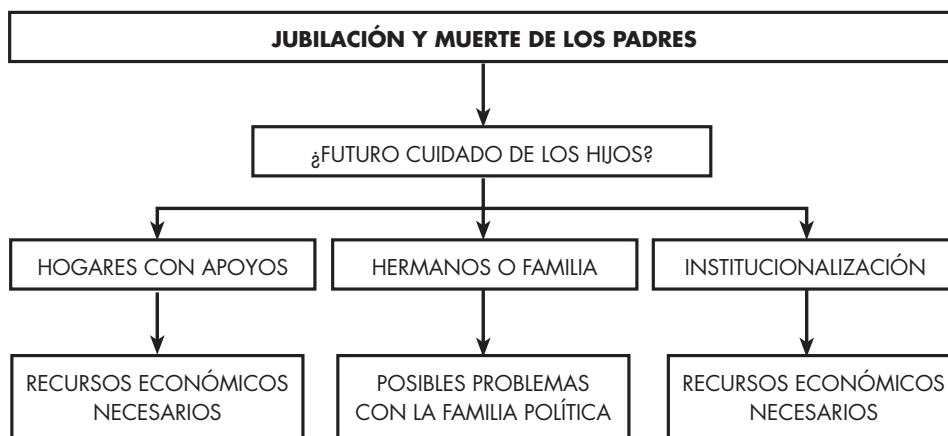 JUBILACIÓN Y MUERTE DE LOS PADRES
¿FUTURO CUIDADO DE LOS HIJOS?
HOGARES CON APOYOS
HERMANOS O FAMILIA
INSTITUCIONALIZACIÓN
RECURSOS ECONÓMICOS
NECESARIOS
POSIBLES PROBLEMAS
CON LA FAMILIA POLÍTICA
RECURSOS ECONÓMICOS
NECESARIOS